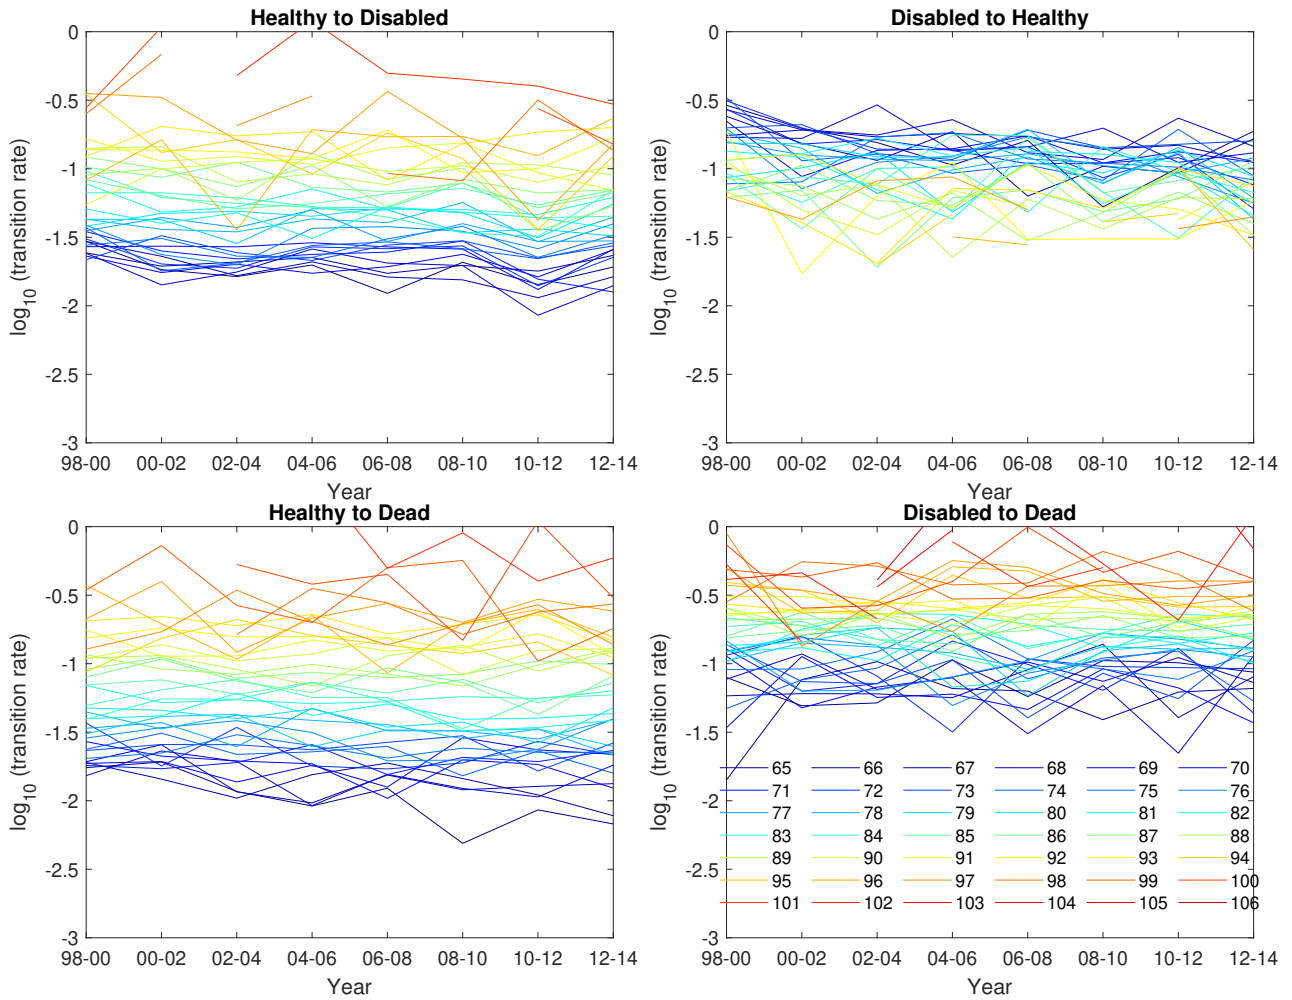 Healthy to Disabled
0
-0.5
-1
-1.5
-2
-2.5
-3
log10 (transition rate)
98-00 00-02 02-04 04-06 06-08 08-10 10-12 12-14
Year
Disabled to Healthy
0
-0.5
-1
-1.5
-2
-2.5
-3
log10 (transition rate)
98-00 00-02 02-04 04-06 06-08 08-10 10-12 12-14
Year
Healthy to Dead
0
-0.5
-1
-1.5
-2
-2.5
-3
log10 (transition rate)
98-00 00-02 02-04 04-06 06-08 08-10 10-12 12-14
Year
Disabled to Dead
0
-0.5
-1
-1.5
-2
-2.5
-3
log10 (transition rate)
65 66 67 68 69 70
71 72 73 74 75 76
77 78 79 80 81 82
83 84 85 86 87 88
89 90 91 92 93 94
95 96 97 98 99 100
101 102 103 104 105 106
98-00 00-02 02-04 04-06 06-08 08-10 10-12 12-14
Year